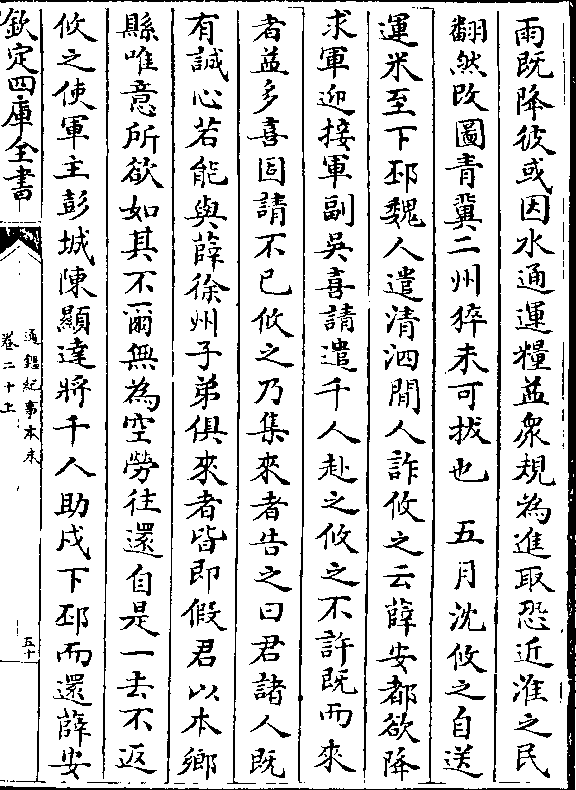 雨既降彼或因水通運糧益衆規為進取恐近淮之民
翻然改圖青冀二州猝未可拔也　五月沈攸之自送
運米至下邳魏人遣清泗間人詐攸之云薛安都欲降
求軍迎接軍副吳喜請遣千人赴之攸之不許既而來
者益多喜固請不已攸之乃集來者告之曰君諸人既
有誠心若能與薛徐州子弟俱來者皆即假君以本鄉
縣唯意所欲如其不爾無為空勞往還自是一去不返
攸之使軍主彭城陳顯達將千人助戍下邳而還薛安
欽定四庫全書
通鑑紀事本末
卷二十上
五十